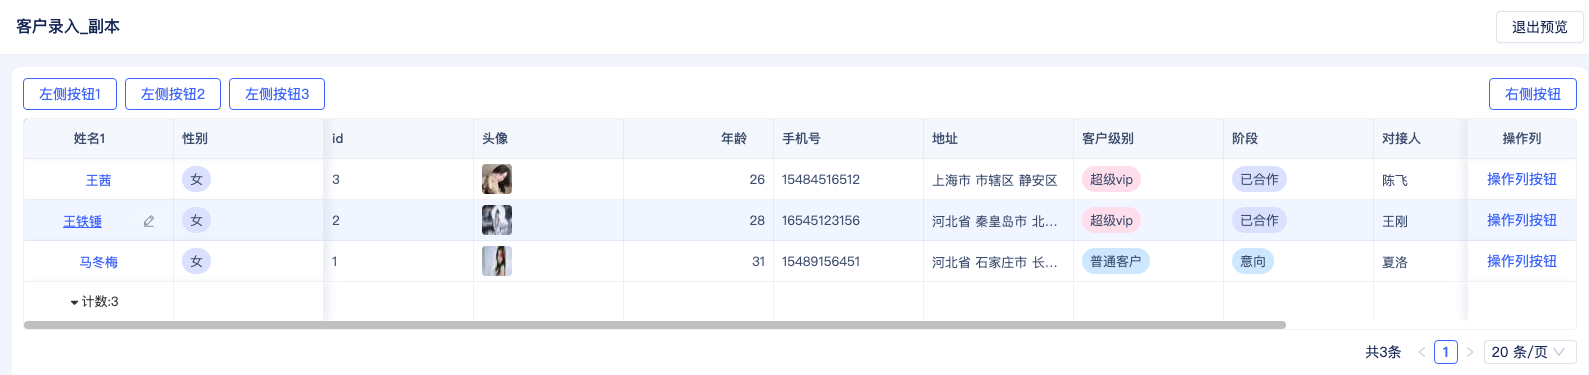 客户录入_副本
退出预览
左侧按钮1 左侧按钮2 左侧按钮3 右侧按钮
姓名1 性别 id 头像 年龄 手机号 地址 客户级别 阶段 对接人 操作列
王茜 女 3 26 15484516512 上海市 市辖区 静安区 超级vip 已合作 陈飞 操作列按钮
王铁锤 女 2 28 16545123156 河北省 秦皇岛市 北... 超级vip 已合作 王刚 操作列按钮
马冬梅 女 1 31 15489156451 河北省 石家庄市 长... 普通客户 意向 夏洛 操作列按钮
计数:3
共3条 1 20 条/页